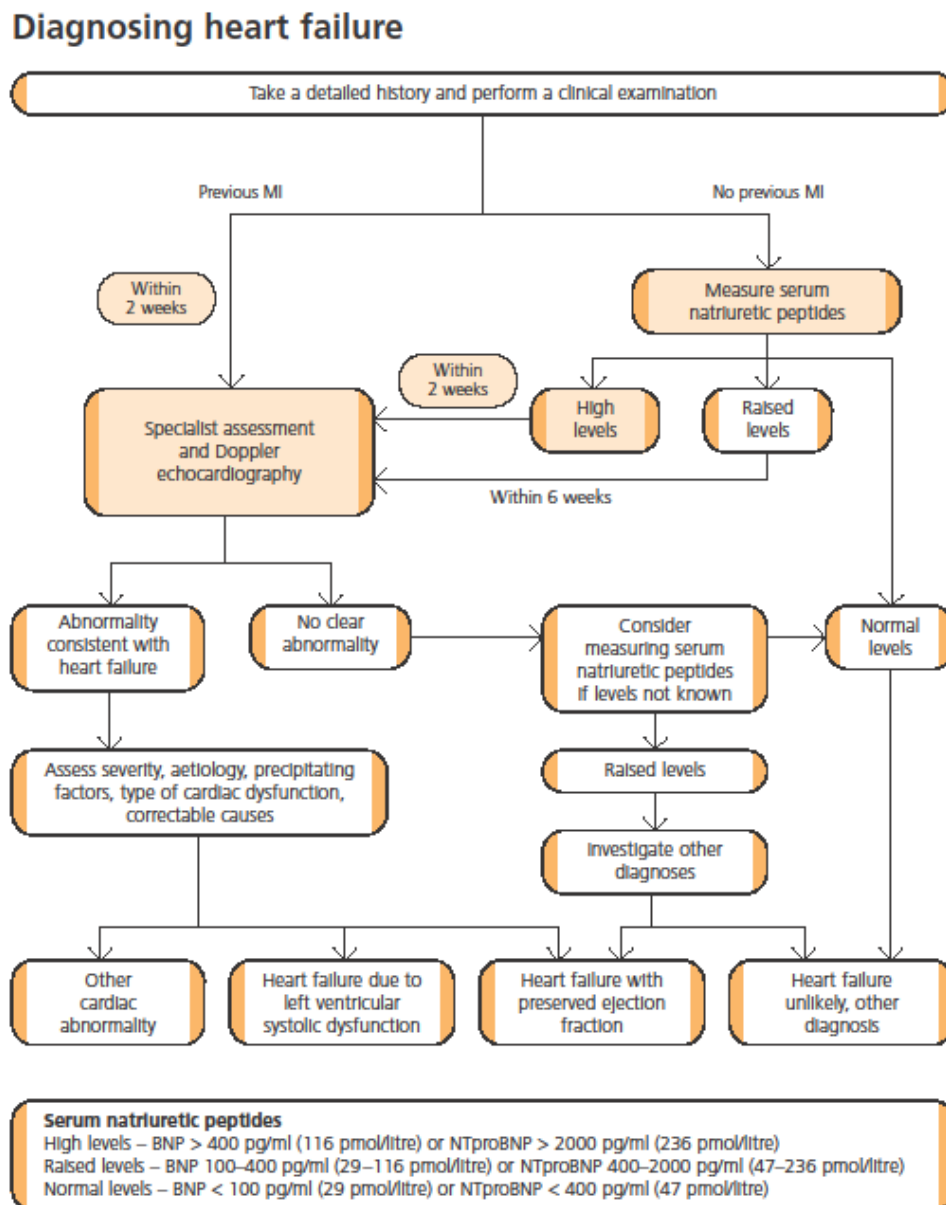 Diagnosing heart failure
Take a detailed history and perform a clinical examination
Previous MI
No previous MI
Within
2 weeks
Measure serum
natriuretic peptides
Within
2 weeks
High
levels
Raised
levels
Specialist assessment
and Doppler
echocardiography
Within 6 weeks
Abnormality
consistent with
heart failure
No clear
abnormality
Consider
measuring serum
natriuretic peptides
if levels not known
Normal
levels
Assess severity, aetiology, precipitating
factors, type of cardiac dysfunction,
correctable causes
Raised levels
Investigate other
diagnoses
Other
cardiac
abnormality
Heart failure due to
left ventricular
systolic dysfunction
Heart failure with
preserved ejection
fraction
Heart failure
unlikely, other
diagnosis
Serum natriuretic peptides
High levels – BNP > 400 pg/ml (116 pmol/litre) or NTproBNP > 2000 pg/ml (236 pmol/litre)
Raised levels – BNP 100–400 pg/ml (29–116 pmol/litre) or NTproBNP 400–2000 pg/ml (47–236 pmol/litre)
Normal levels – BNP < 100 pg/ml (29 pmol/litre) or NTproBNP < 400 pg/ml (47 pmol/litre)